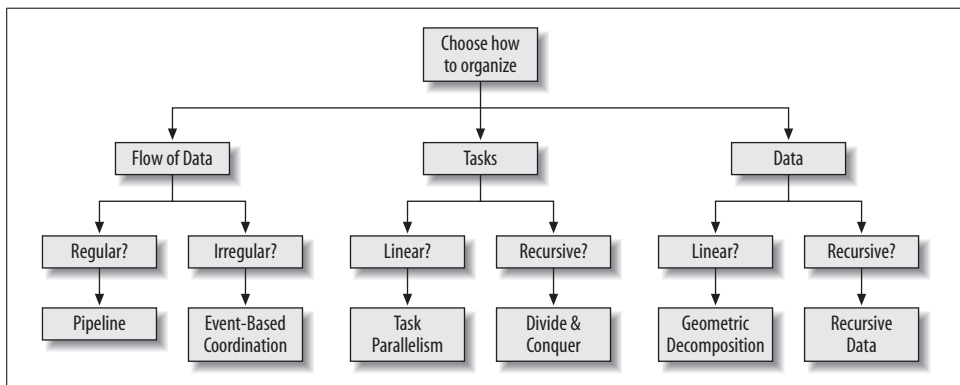 Choose how
to organize
Flow of Data
Tasks
Data
Regular?
Irregular?
Linear?
Recursive?
Linear?
Recursive?
Pipeline
Event-Based
Coordination
Task
Parallelism
Divide &
Conquer
Geometric
Decomposition
Recursive
Data